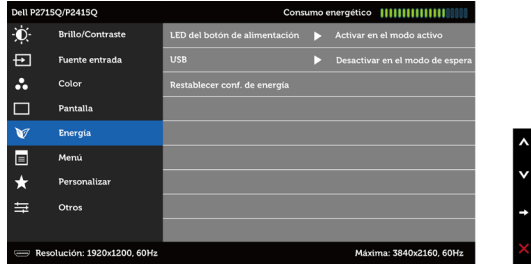 Dell P2715Q/P2415Q Consumo energético
Brillo/Contraste LED del botón de alimentación Activar en el modo activo
Fuente entrada USB Desactivar en el modo de espera
Color Restablecer conf. de energía
Pantalla
Energía
Menú
Personalizar
Otros
Resolución: 1920x1200, 60Hz Máxima: 3840x2160, 60Hz